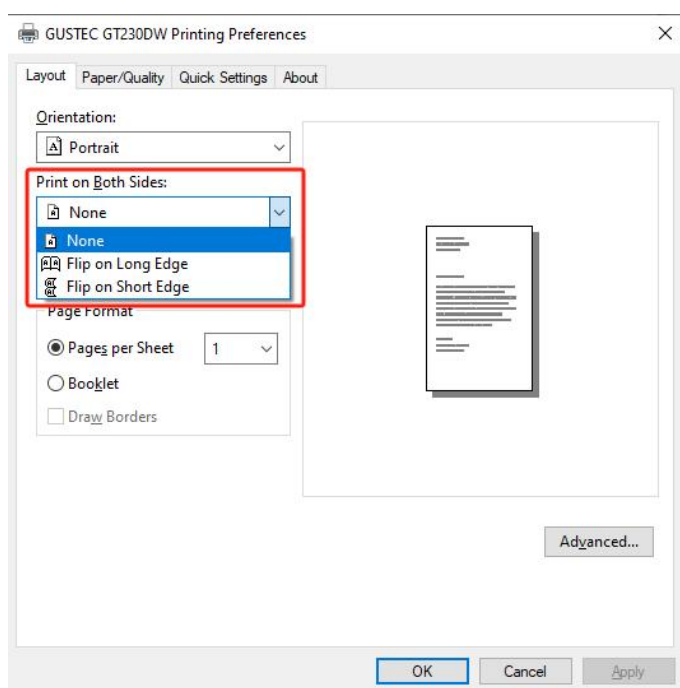 GUSTEC GT230DW Printing Preferences
Layout Paper/Quality Quick Settings About
Orientation:
Portrait
Print on Both Sides:
None
None
Flip on Long Edge
Flip on Short Edge
Page Format
Pages per Sheet 1
Booklet
Draw Borders
Advanced...
OK Cancel Apply